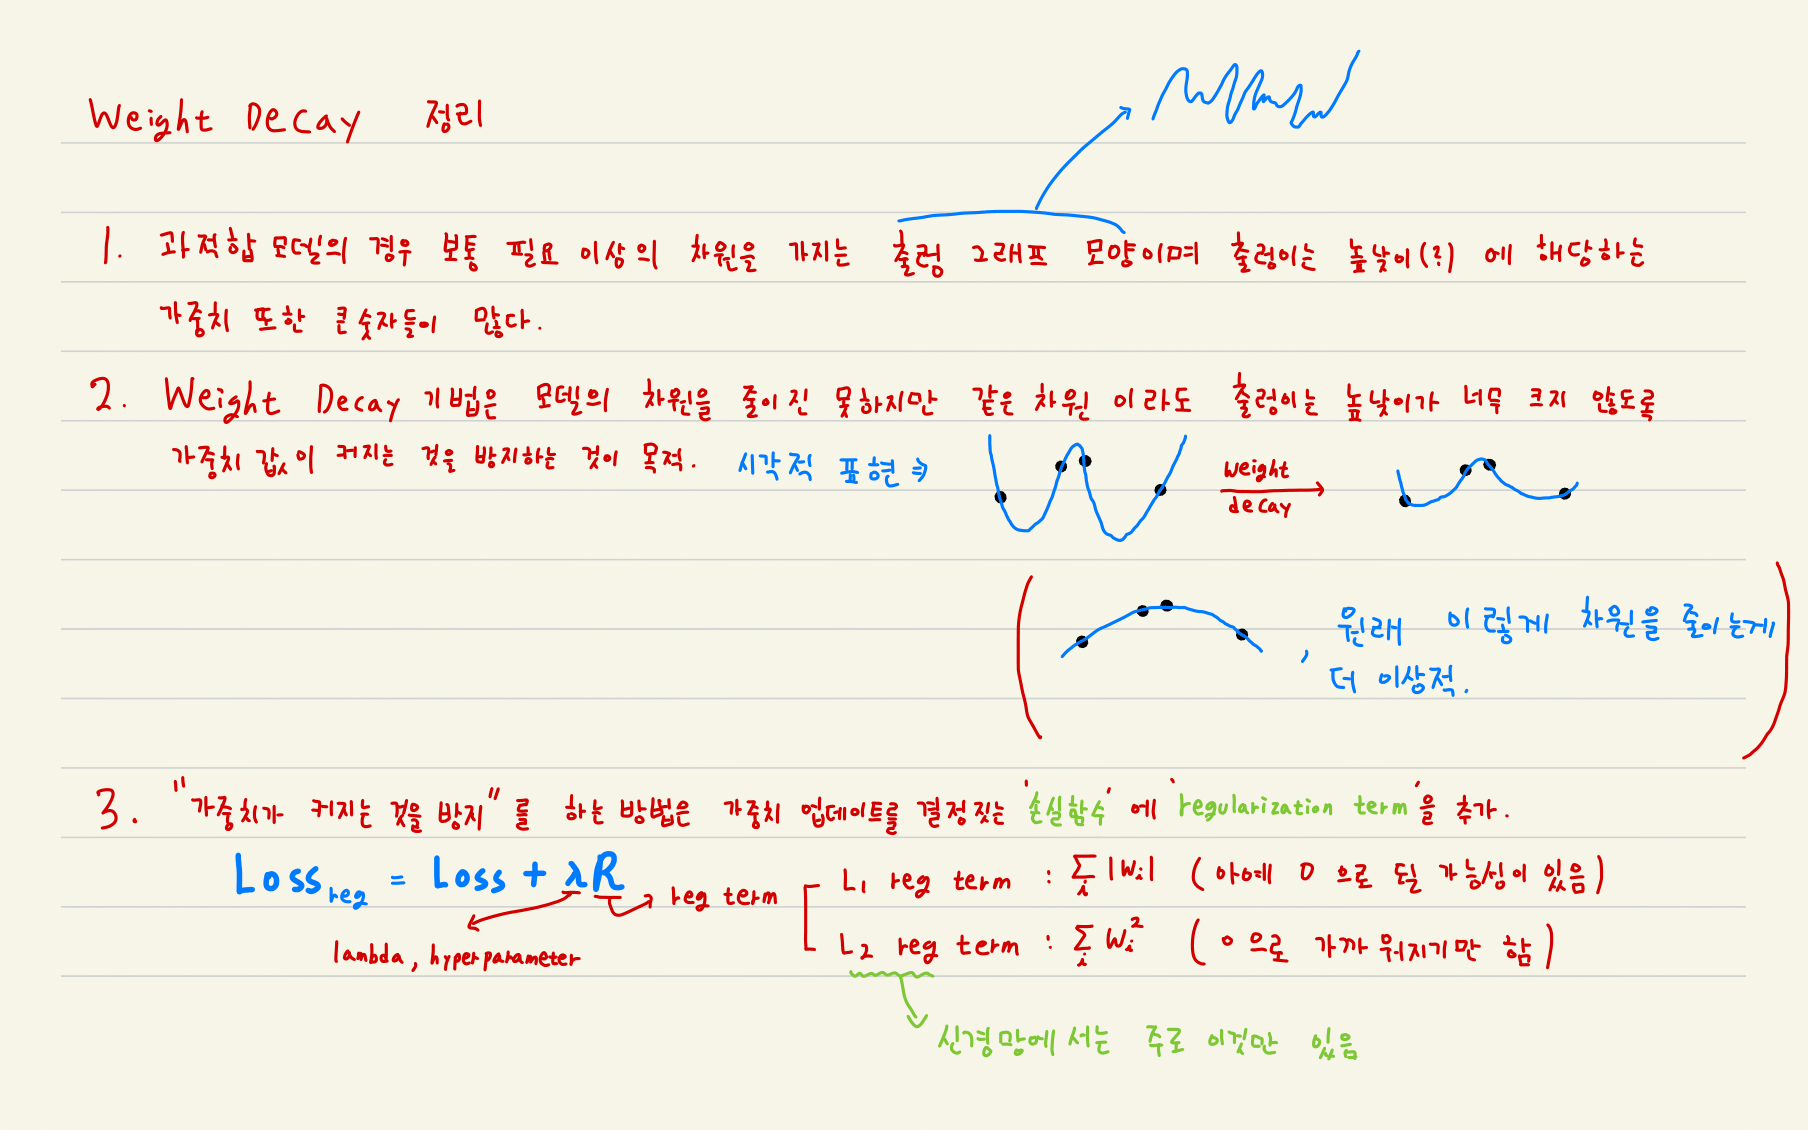 Weight Decay 정리
1. 과적합 모델의 경우 보통 필요 이상의 차원을 가지는 출렁 그래프 모양이며 출렁이는 높낮이(?)에 해당하는
가중치 또한 큰 숫자들이 많다.
2. Weight Decay 기법은 모델의 차원을 줄이진 못하지만 같은 차원 이라도 출렁이는 높낮이가 너무 크지 않도록
가중치 값이 커지는 것을 방지하는 것이 목적. 시각적 표현 ⇒
weight
decay
, 원래 이렇게 차원을 줄이는게
더 이상적.
3. "가중치가 커지는 것을 방지"를 하는 방법은 가중치 업데이트를 결정짓는 '손실함수'에 'regularization term'을 추가.
Loss_reg = Loss + λR
reg term
lambda, hyperparameter
L₁ reg term : Σ_i |w_i| (아예 0으로 될 가능성이 있음)
L₂ reg term : Σ_i w_i² (0으로 가까워지기만 함)
신경망에서는 주로 이것만 있음